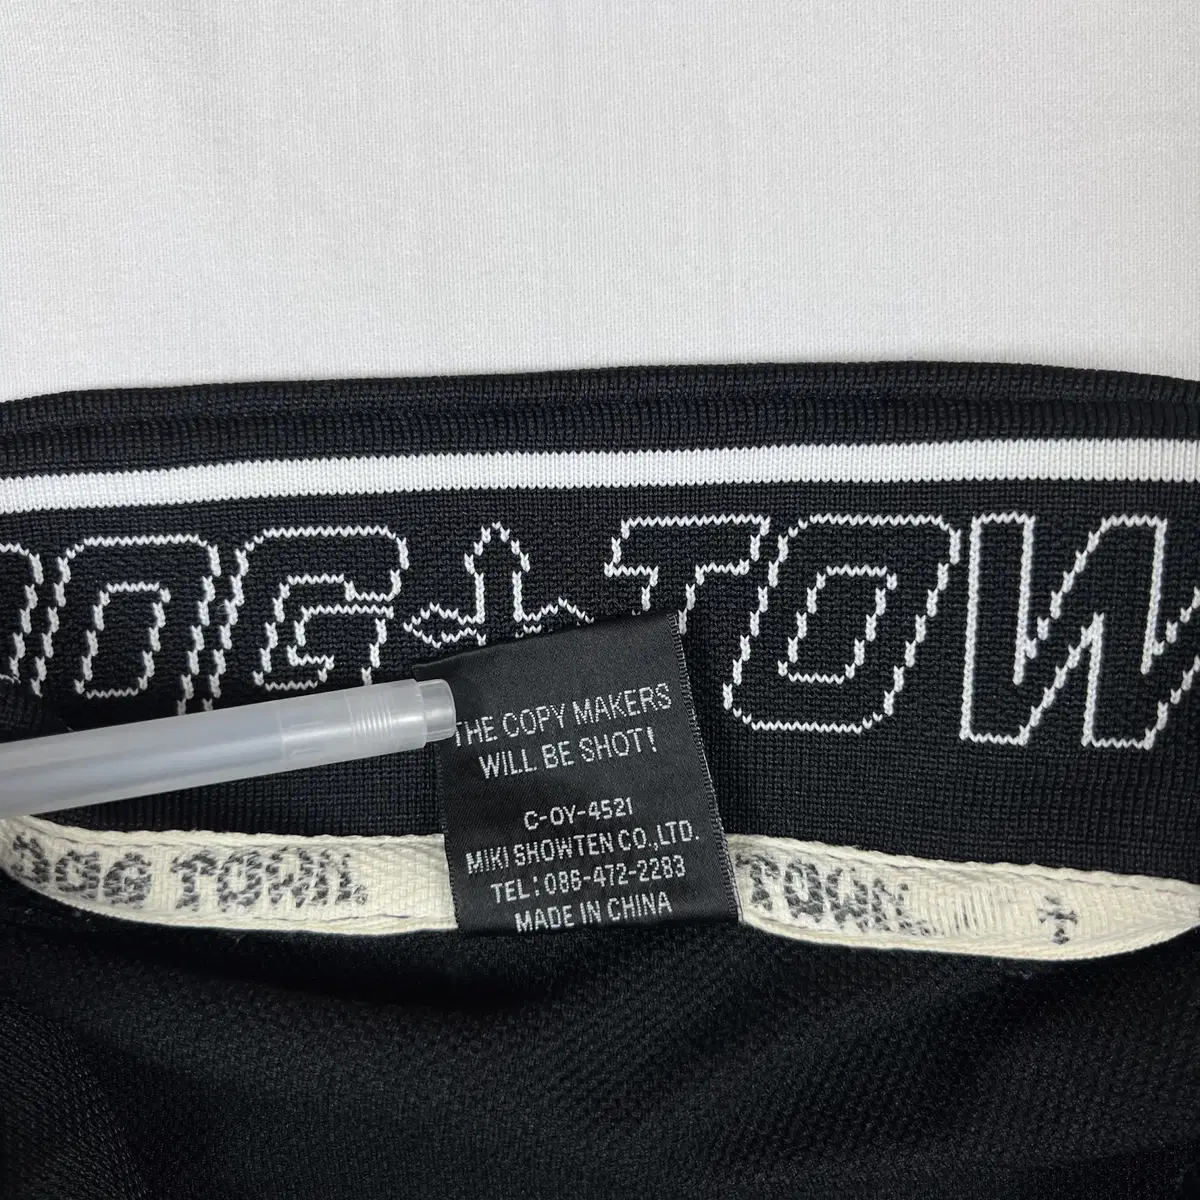 DOG TOWN
THE COPY MAKERS
WILL BE SHOT!
C-OY-4521
MIKI SHOWTEN CO.,LTD.
TEL:086-472-2283
MADE IN CHINA
TOWN
TOWN